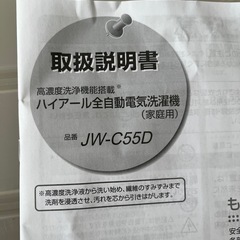 取扱説明書
高濃度洗浄機能搭載※
ハイアール全自動電気洗濯機
(家庭用)
品番 JW-C55D
※高濃度洗浄液から洗い始め、繊維のすみずみまで
洗剤を浸透させ、汚れを芯から引きはがします。
も
安全